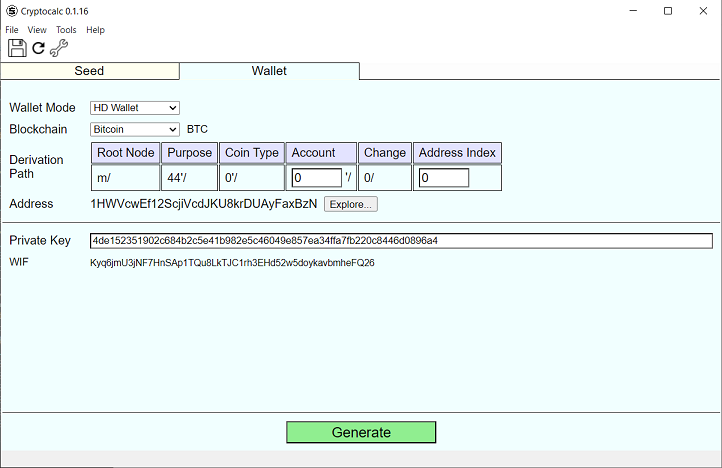 Cryptocalc 0.1.16
File View Tools Help
Seed Wallet
Wallet Mode HD Wallet
Blockchain Bitcoin BTC
Derivation Path
Root Node Purpose Coin Type Account Change Address Index
m/ 44'/ 0'/ 0 '/ 0/ 0
Address 1HWVcwEf12ScjiVcdJKU8krDUAyFaxBzN Explore...
Private Key 4de152351902c684b2c5e41b982e5c46049e857ea34ffa7fb220c8446d0896a4
WIF Kyq6jmU3jNF7HnSAp1TQu8LkTJC1rh3EHd52w5doykavbmheFQ26
Generate